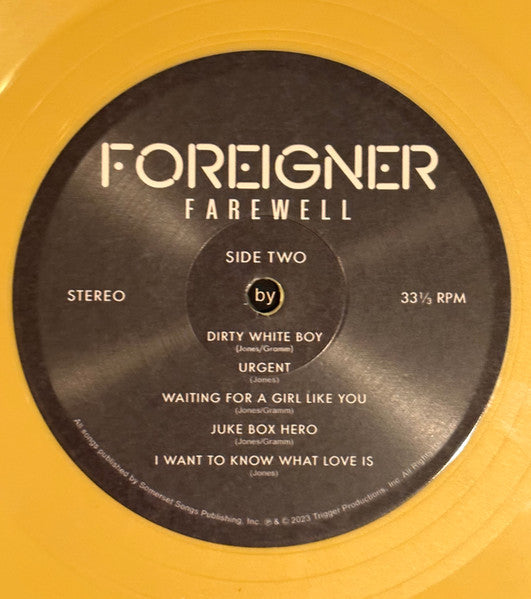 FOREIGNER
FAREWELL
SIDE TWO
STEREO
by
33⅓ RPM
DIRTY WHITE BOY
(Jones/Gramm)
URGENT
(Jones)
WAITING FOR A GIRL LIKE YOU
(Jones/Gramm)
JUKE BOX HERO
(Jones/Gramm)
I WANT TO KNOW WHAT LOVE IS
(Jones)
All songs published by Somerset Songs Publishing, Inc. ℗ & © 2023 Trigger Productions, Inc. All Rights